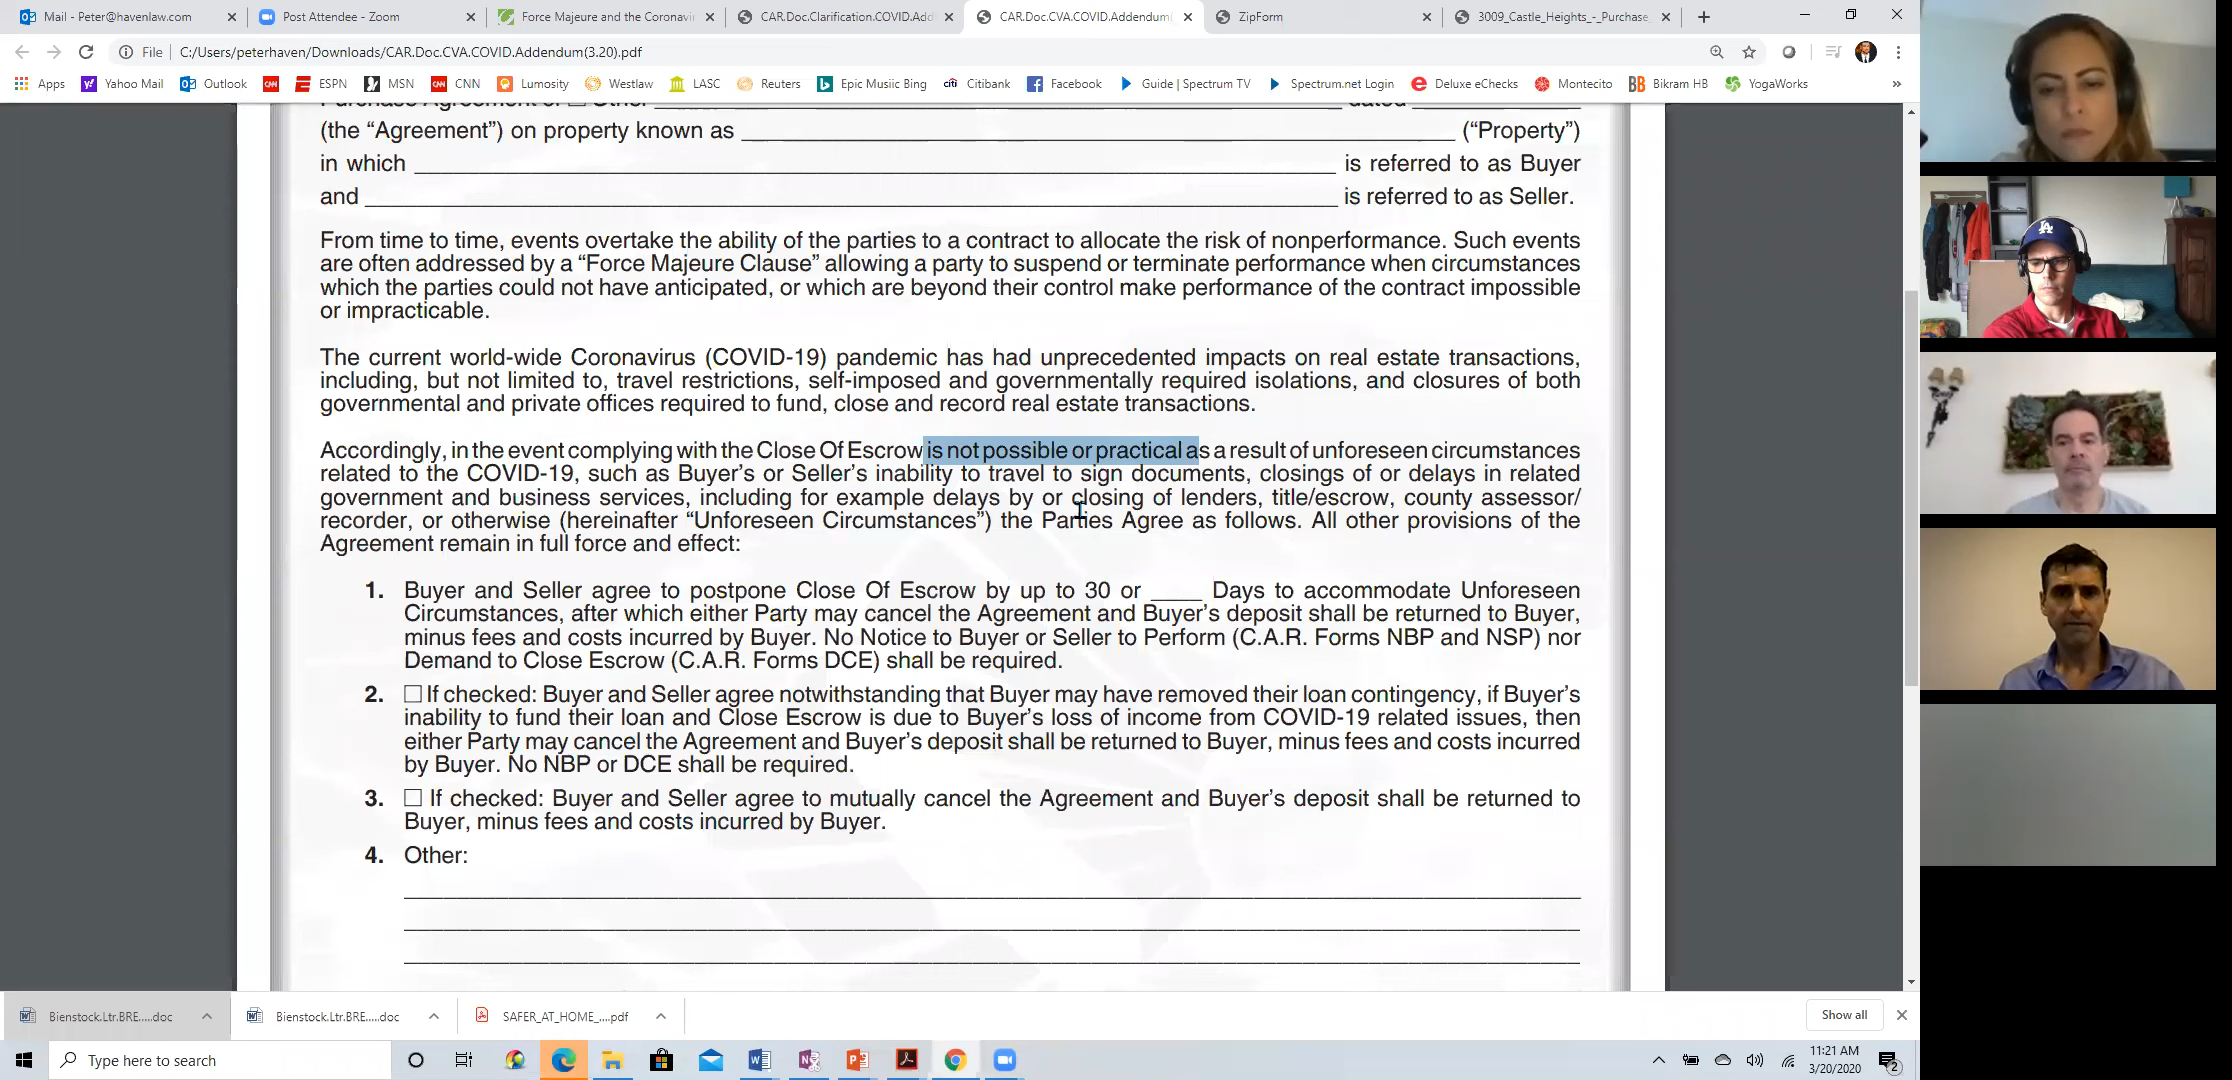 Mail - Peter@havenlaw.com
Post Attendee - Zoom
Force Majeure and the Coronavi
CAR.Doc.Clarification.COVID.Add
CAR.Doc.CVA.COVID.Addendum
ZipForm
3009_Castle_Heights_-_Purchase
File
C:/Users/peterhaven/Downloads/CAR.Doc.CVA.COVID.Addendum(3.20).pdf
Apps
Yahoo Mail
Outlook
CNN
ESPN
MSN
CNN
CNN
Lumosity
Westlaw
LASC
Reuters
Epic Musiic Bing
citi
Citibank
Facebook
Guide | Spectrum TV
Spectrum.net Login
Deluxe eChecks
Montecito
Bikram HB
YogaWorks
Purchase Agreement or ☐ Other ____ dated ____
(the “Agreement”) on property known as ____ (“Property”)
in which ____ is referred to as Buyer
and ____ is referred to as Seller.
From time to time, events overtake the ability of the parties to a contract to allocate the risk of nonperformance. Such events
are often addressed by a “Force Majeure Clause” allowing a party to suspend or terminate performance when circumstances
which the parties could not have anticipated, or which are beyond their control make performance of the contract impossible
or impracticable.
The current world-wide Coronavirus (COVID-19) pandemic has had unprecedented impacts on real estate transactions,
including, but not limited to, travel restrictions, self-imposed and governmentally required isolations, and closures of both
governmental and private offices required to fund, close and record real estate transactions.
Accordingly, in the event complying with the Close Of Escrow is not possible or practical as a result of unforeseen circumstances
related to the COVID-19, such as Buyer’s or Seller’s inability to travel to sign documents, closings of or delays in related
government and business services, including for example delays by or closing of lenders, title/escrow, county assessor/
recorder, or otherwise (hereinafter “Unforeseen Circumstances”) the Parties Agree as follows. All other provisions of the
Agreement remain in full force and effect:
1. Buyer and Seller agree to postpone Close Of Escrow by up to 30 or ____ Days to accommodate Unforeseen
Circumstances, after which either Party may cancel the Agreement and Buyer’s deposit shall be returned to Buyer,
minus fees and costs incurred by Buyer. No Notice to Buyer or Seller to Perform (C.A.R. Forms NBP and NSP) nor
Demand to Close Escrow (C.A.R. Forms DCE) shall be required.
2. ☐ If checked: Buyer and Seller agree notwithstanding that Buyer may have removed their loan contingency, if Buyer’s
inability to fund their loan and Close Escrow is due to Buyer’s loss of income from COVID-19 related issues, then
either Party may cancel the Agreement and Buyer’s deposit shall be returned to Buyer, minus fees and costs incurred
by Buyer. No NBP or DCE shall be required.
3. ☐ If checked: Buyer and Seller agree to mutually cancel the Agreement and Buyer’s deposit shall be returned to
Buyer, minus fees and costs incurred by Buyer.
4. Other:
Bienstock.Ltr.BRE.....doc
Bienstock.Ltr.BRE.....doc
SAFER_AT_HOME_....pdf
Show all
Type here to search
11:21 AM
3/20/2020
2
LA